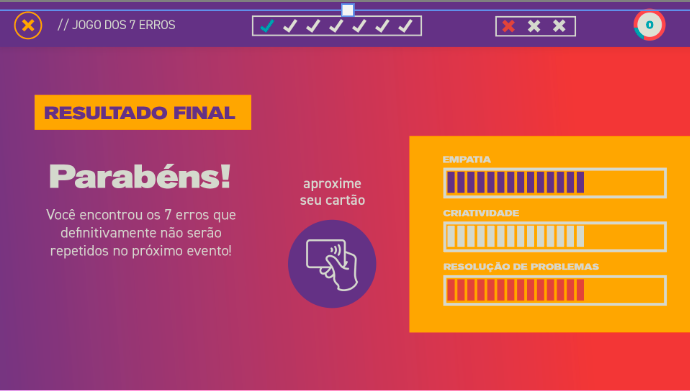 // JOGO DOS 7 ERROS
0
RESULTADO FINAL
Parabéns!
Você encontrou os 7 erros que
definitivamente não serão
repetidos no próximo evento!
aproxime
seu cartão
EMPATIA
CRIATIVIDADE
RESOLUÇÃO DE PROBLEMAS